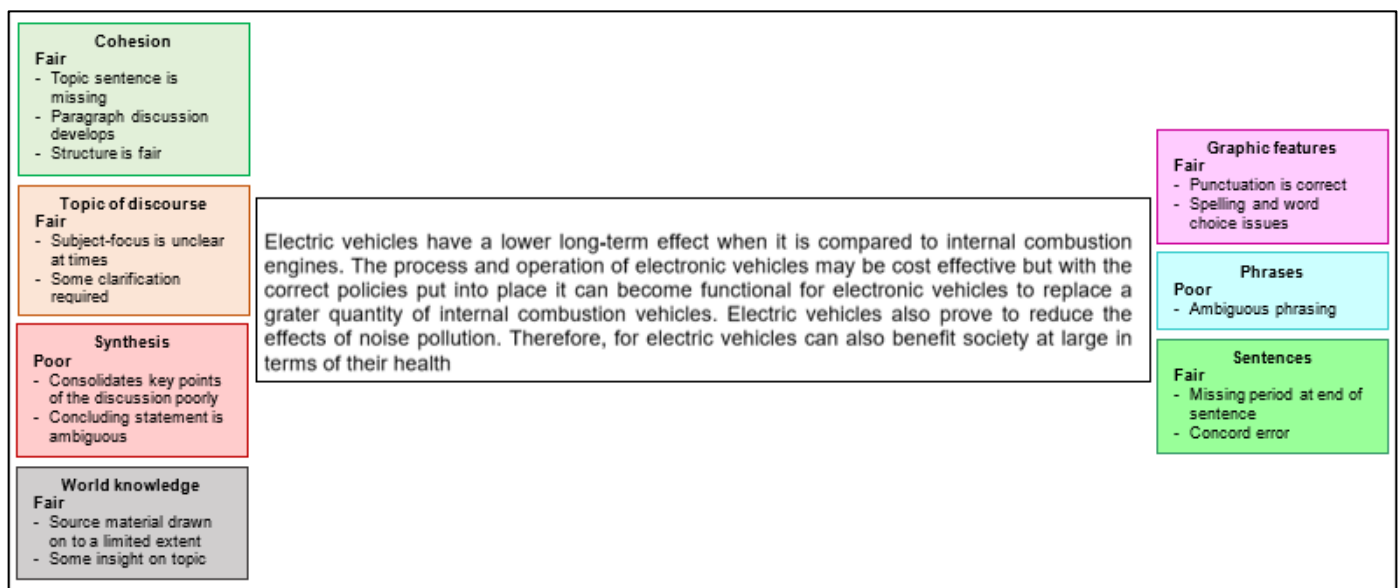 Cohesion
Fair
- Topic sentence is
missing
- Paragraph discussion
develops
- Structure is fair
Topic of discourse
Fair
- Subject-focus is unclear
at times
- Some clarification
required
Synthesis
Poor
- Consolidates key points
of the discussion poorly
- Concluding statement is
ambiguous
World knowledge
Fair
- Source material drawn
on to a limited extent
- Some insight on topic
Electric vehicles have a lower long-term effect when it is compared to internal combustion
engines. The process and operation of electronic vehicles may be cost effective but with the
correct policies put into place it can become functional for electronic vehicles to replace a
grater quantity of internal combustion vehicles. Electric vehicles also prove to reduce the
effects of noise pollution. Therefore, for electric vehicles can also benefit society at large in
terms of their health
Graphic features
Fair
- Punctuation is correct
- Spelling and word
choice issues
Phrases
Poor
- Ambiguous phrasing
Sentences
Fair
- Missing period at end of
sentence
- Concord error